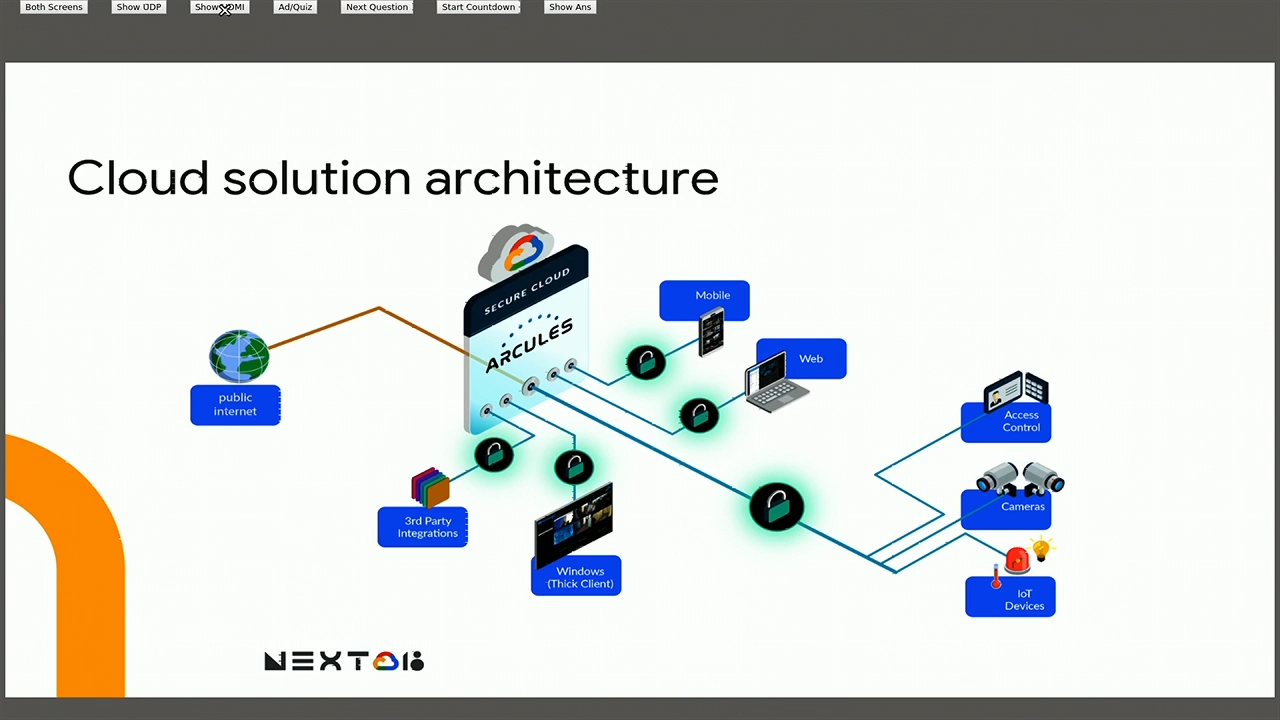 Both Screens
Show UDP
Ad/Quiz
Next Question
Start Countdown
Show Ans
Cloud solution architecture
SECURE CLOUD
ARCULES
Mobile
Web
public
internet
Access
Control
Cameras
3rd Party
Integrations
Windows
(Thick Client)
IoT
Devices
NEXT 18